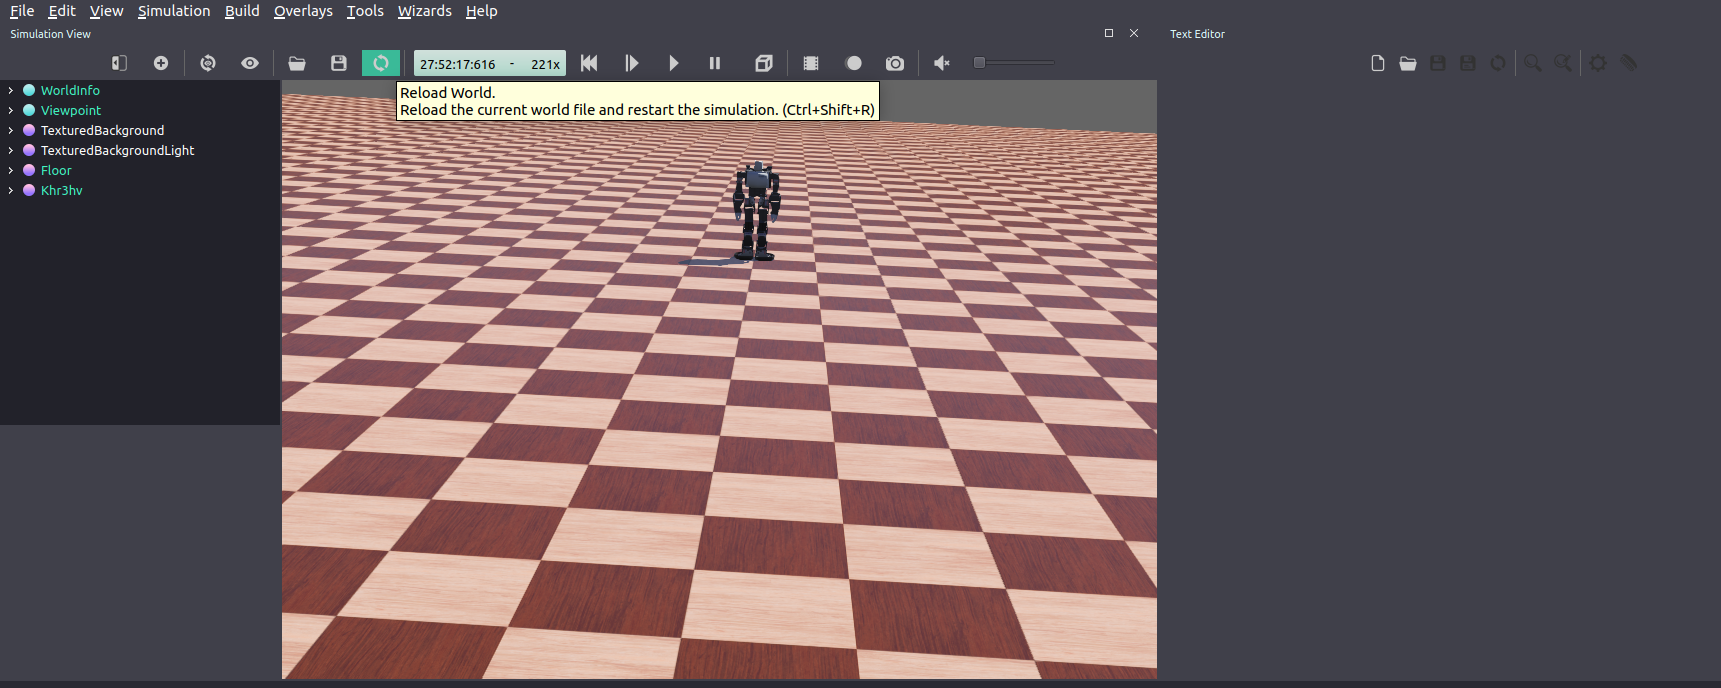 File Edit View Simulation Build Overlays Tools Wizards Help
Simulation View
Text Editor
27:52:17:616 - 221x
Reload World.
Reload the current world file and restart the simulation. (Ctrl+Shift+R)
WorldInfo
Viewpoint
TexturedBackground
TexturedBackgroundLight
Floor
Khr3hv